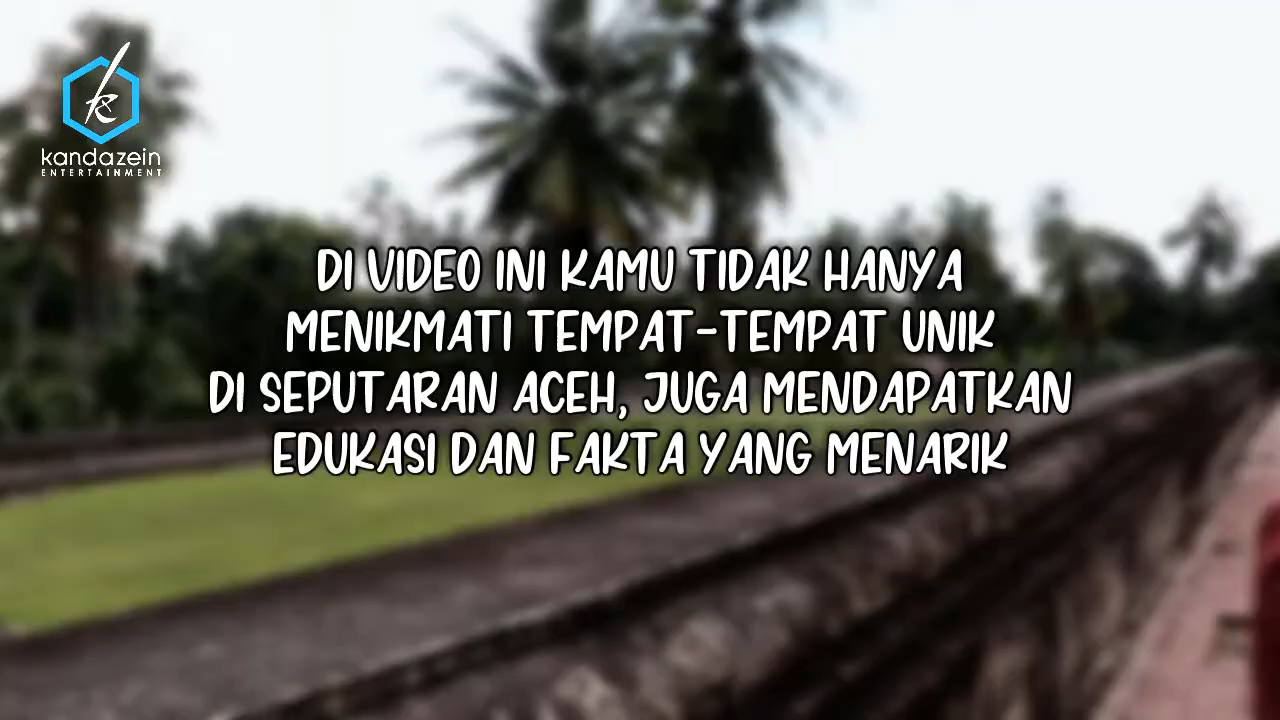 kandazein
ENTERTAINMENT
DI VIDEO INI KAMU TIDAK HANYA
MENIKMATI TEMPAT-TEMPAT UNIK
DI SEPUTARAN ACEH, JUGA MENDAPATKAN
EDUKASI DAN FAKTA YANG MENARIK